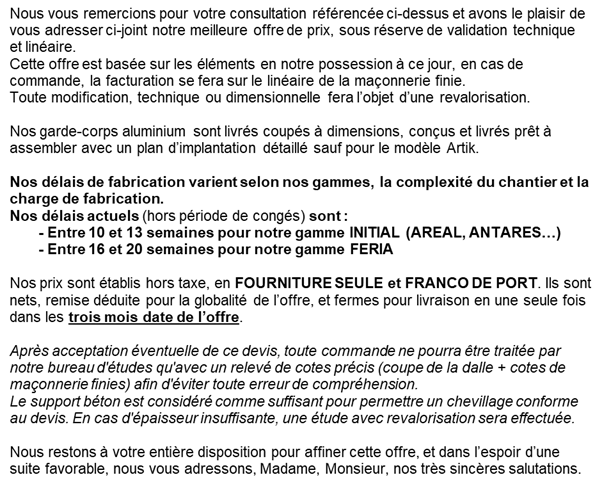 Nous vous remercions pour votre consultation référencée ci-dessus et avons le plaisir de
vous adresser ci-joint notre meilleure offre de prix, sous réserve de validation technique
et linéaire.
Cette offre est basée sur les éléments en notre possession à ce jour, en cas de
commande, la facturation se fera sur le linéaire de la maçonnerie finie.
Toute modification, technique ou dimensionnelle fera l'objet d'une revalorisation.
Nos garde-corps aluminium sont livrés coupés à dimensions, conçus et livrés prêt à
assembler avec un plan d'implantation détaillé sauf pour le modèle Artik.
Nos délais de fabrication varient selon nos gammes, la complexité du chantier et la
charge de fabrication.
Nos délais actuels (hors période de congés) sont :
- Entre 10 et 13 semaines pour notre gamme INITIAL (AREAL, ANTARES…)
- Entre 16 et 20 semaines pour notre gamme FERIA
Nos prix sont établis hors taxe, en FOURNITURE SEULE et FRANCO DE PORT. Ils sont
nets, remise déduite pour la globalité de l'offre, et fermes pour livraison en une seule fois
dans les trois mois date de l'offre.
Après acceptation éventuelle de ce devis, toute commande ne pourra être traitée par
notre bureau d'études qu'avec un relevé de cotes précis (coupe de la dalle + cotes de
maçonnerie finies) afin d'éviter toute erreur de compréhension.
Le support béton est considéré comme suffisant pour permettre un chevillage conforme
au devis. En cas d'épaisseur insuffisante, une étude avec revalorisation sera effectuée.
Nous restons à votre entière disposition pour affiner cette offre, et dans l'espoir d'une
suite favorable, nous vous adressons, Madame, Monsieur, nos très sincères salutations.